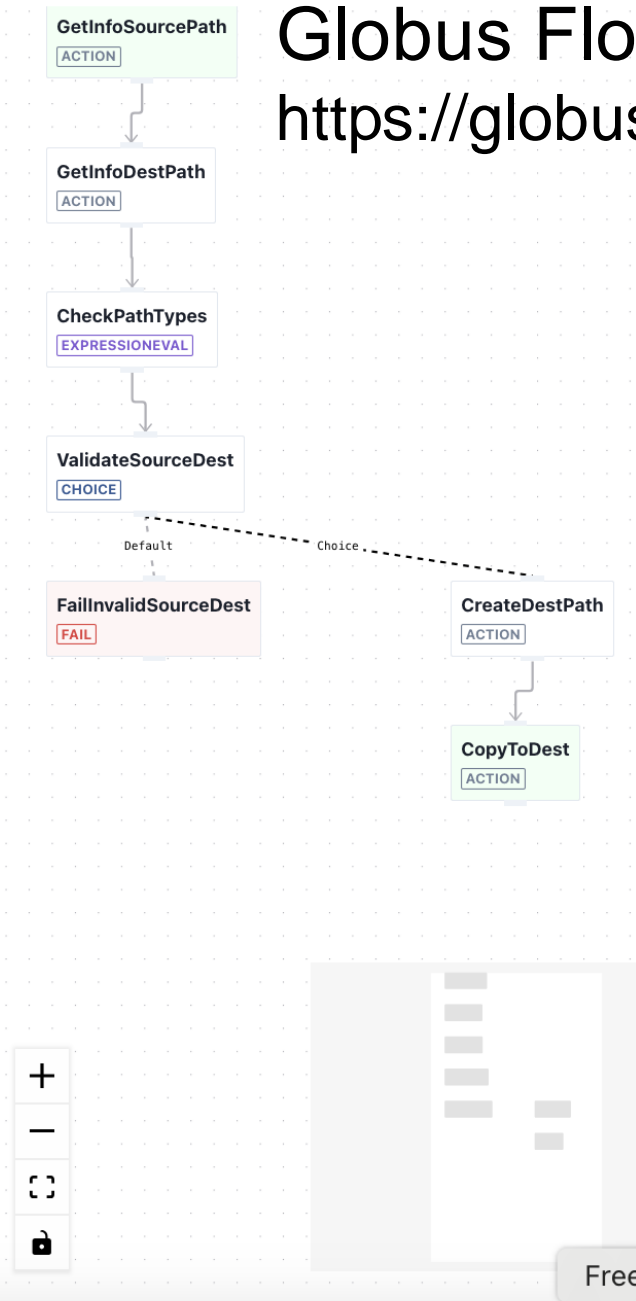 GetInfoSourcePath
ACTION
Globus Flo
https://globus
GetInfoDestPath
ACTION
CheckPathTypes
EXPRESSIONEVAL
ValidateSourceDest
CHOICE
Default
Choice
FailInvalidSourceDest
FAIL
CreateDestPath
ACTION
CopyToDest
ACTION
Free